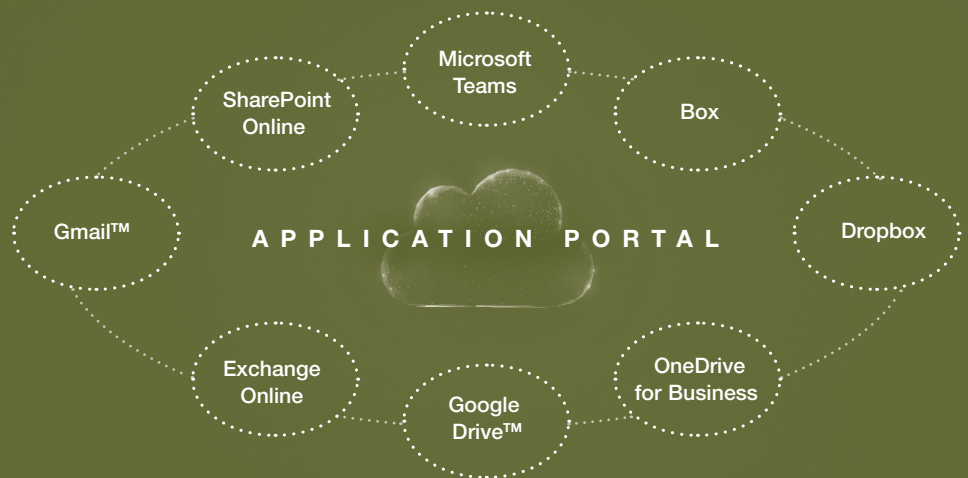 Microsoft
Teams
SharePoint
Online
Box
Gmail™
APPLICATION PORTAL
Dropbox
Exchange
Online
Google
Drive™
OneDrive
for Business